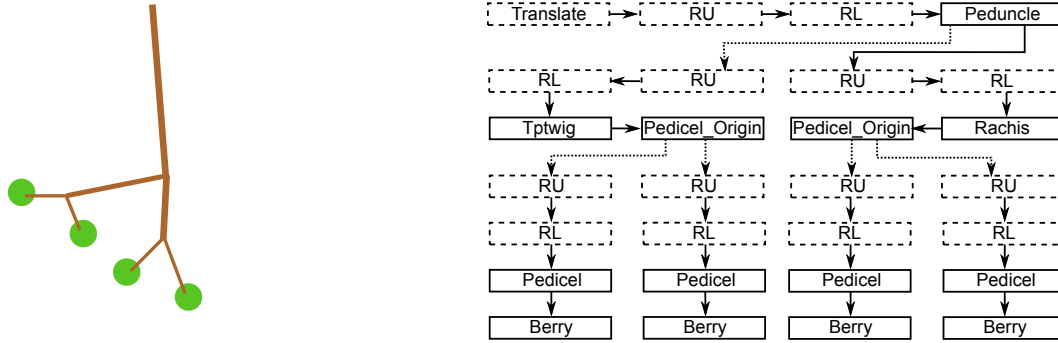 Translate RU RL Peduncle
RL RU RU RL
Tptwig Pedicel_Origin Pedicel_Origin Rachis
RU RU RU RU
RL RL RL RL
Pedicel Pedicel Pedicel Pedicel
Berry Berry Berry Berry